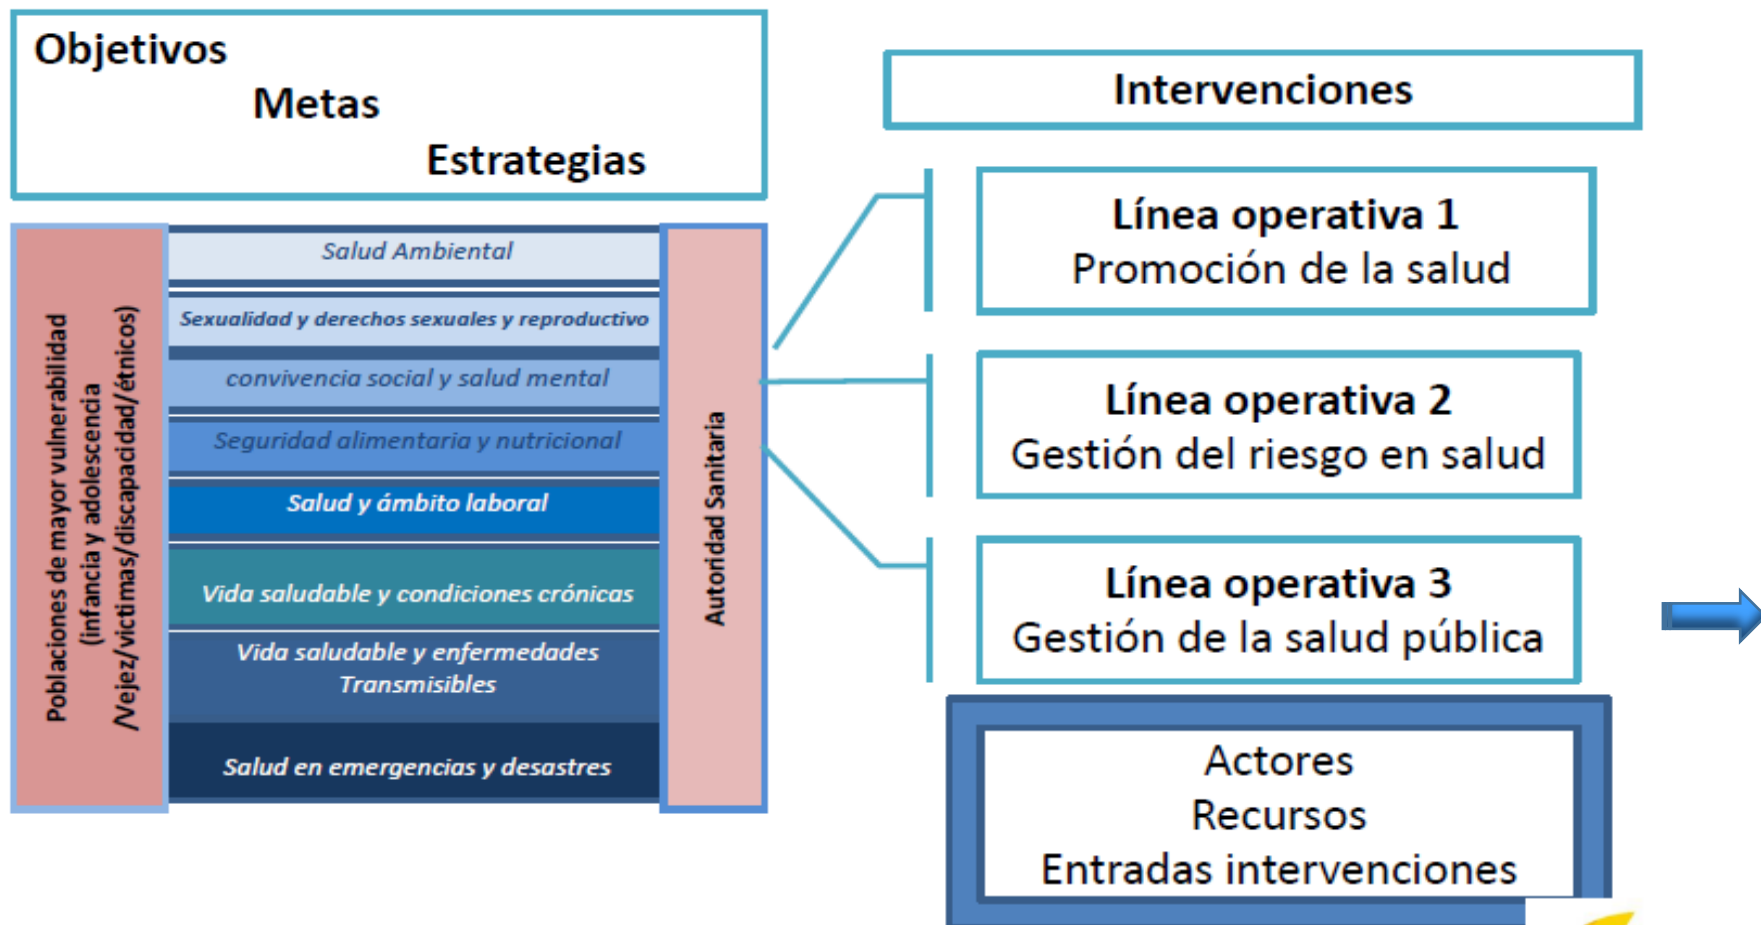 Objetivos
Metas
Estrategias
Poblaciones de mayor vulnerabilidad
(infancia y adolescencia
/Vejez/victimas/discapacidad/étnicos)
Salud Ambiental
Sexualidad y derechos sexuales y reproductivo
convivencia social y salud mental
Seguridad alimentaria y nutricional
Salud y ámbito laboral
Vida saludable y condiciones crónicas
Vida saludable y enfermedades
Transmisibles
Salud en emergencias y desastres
Autoridad Sanitaria
Intervenciones
Línea operativa 1
Promoción de la salud
Línea operativa 2
Gestión del riesgo en salud
Línea operativa 3
Gestión de la salud pública
Actores
Recursos
Entradas intervenciones